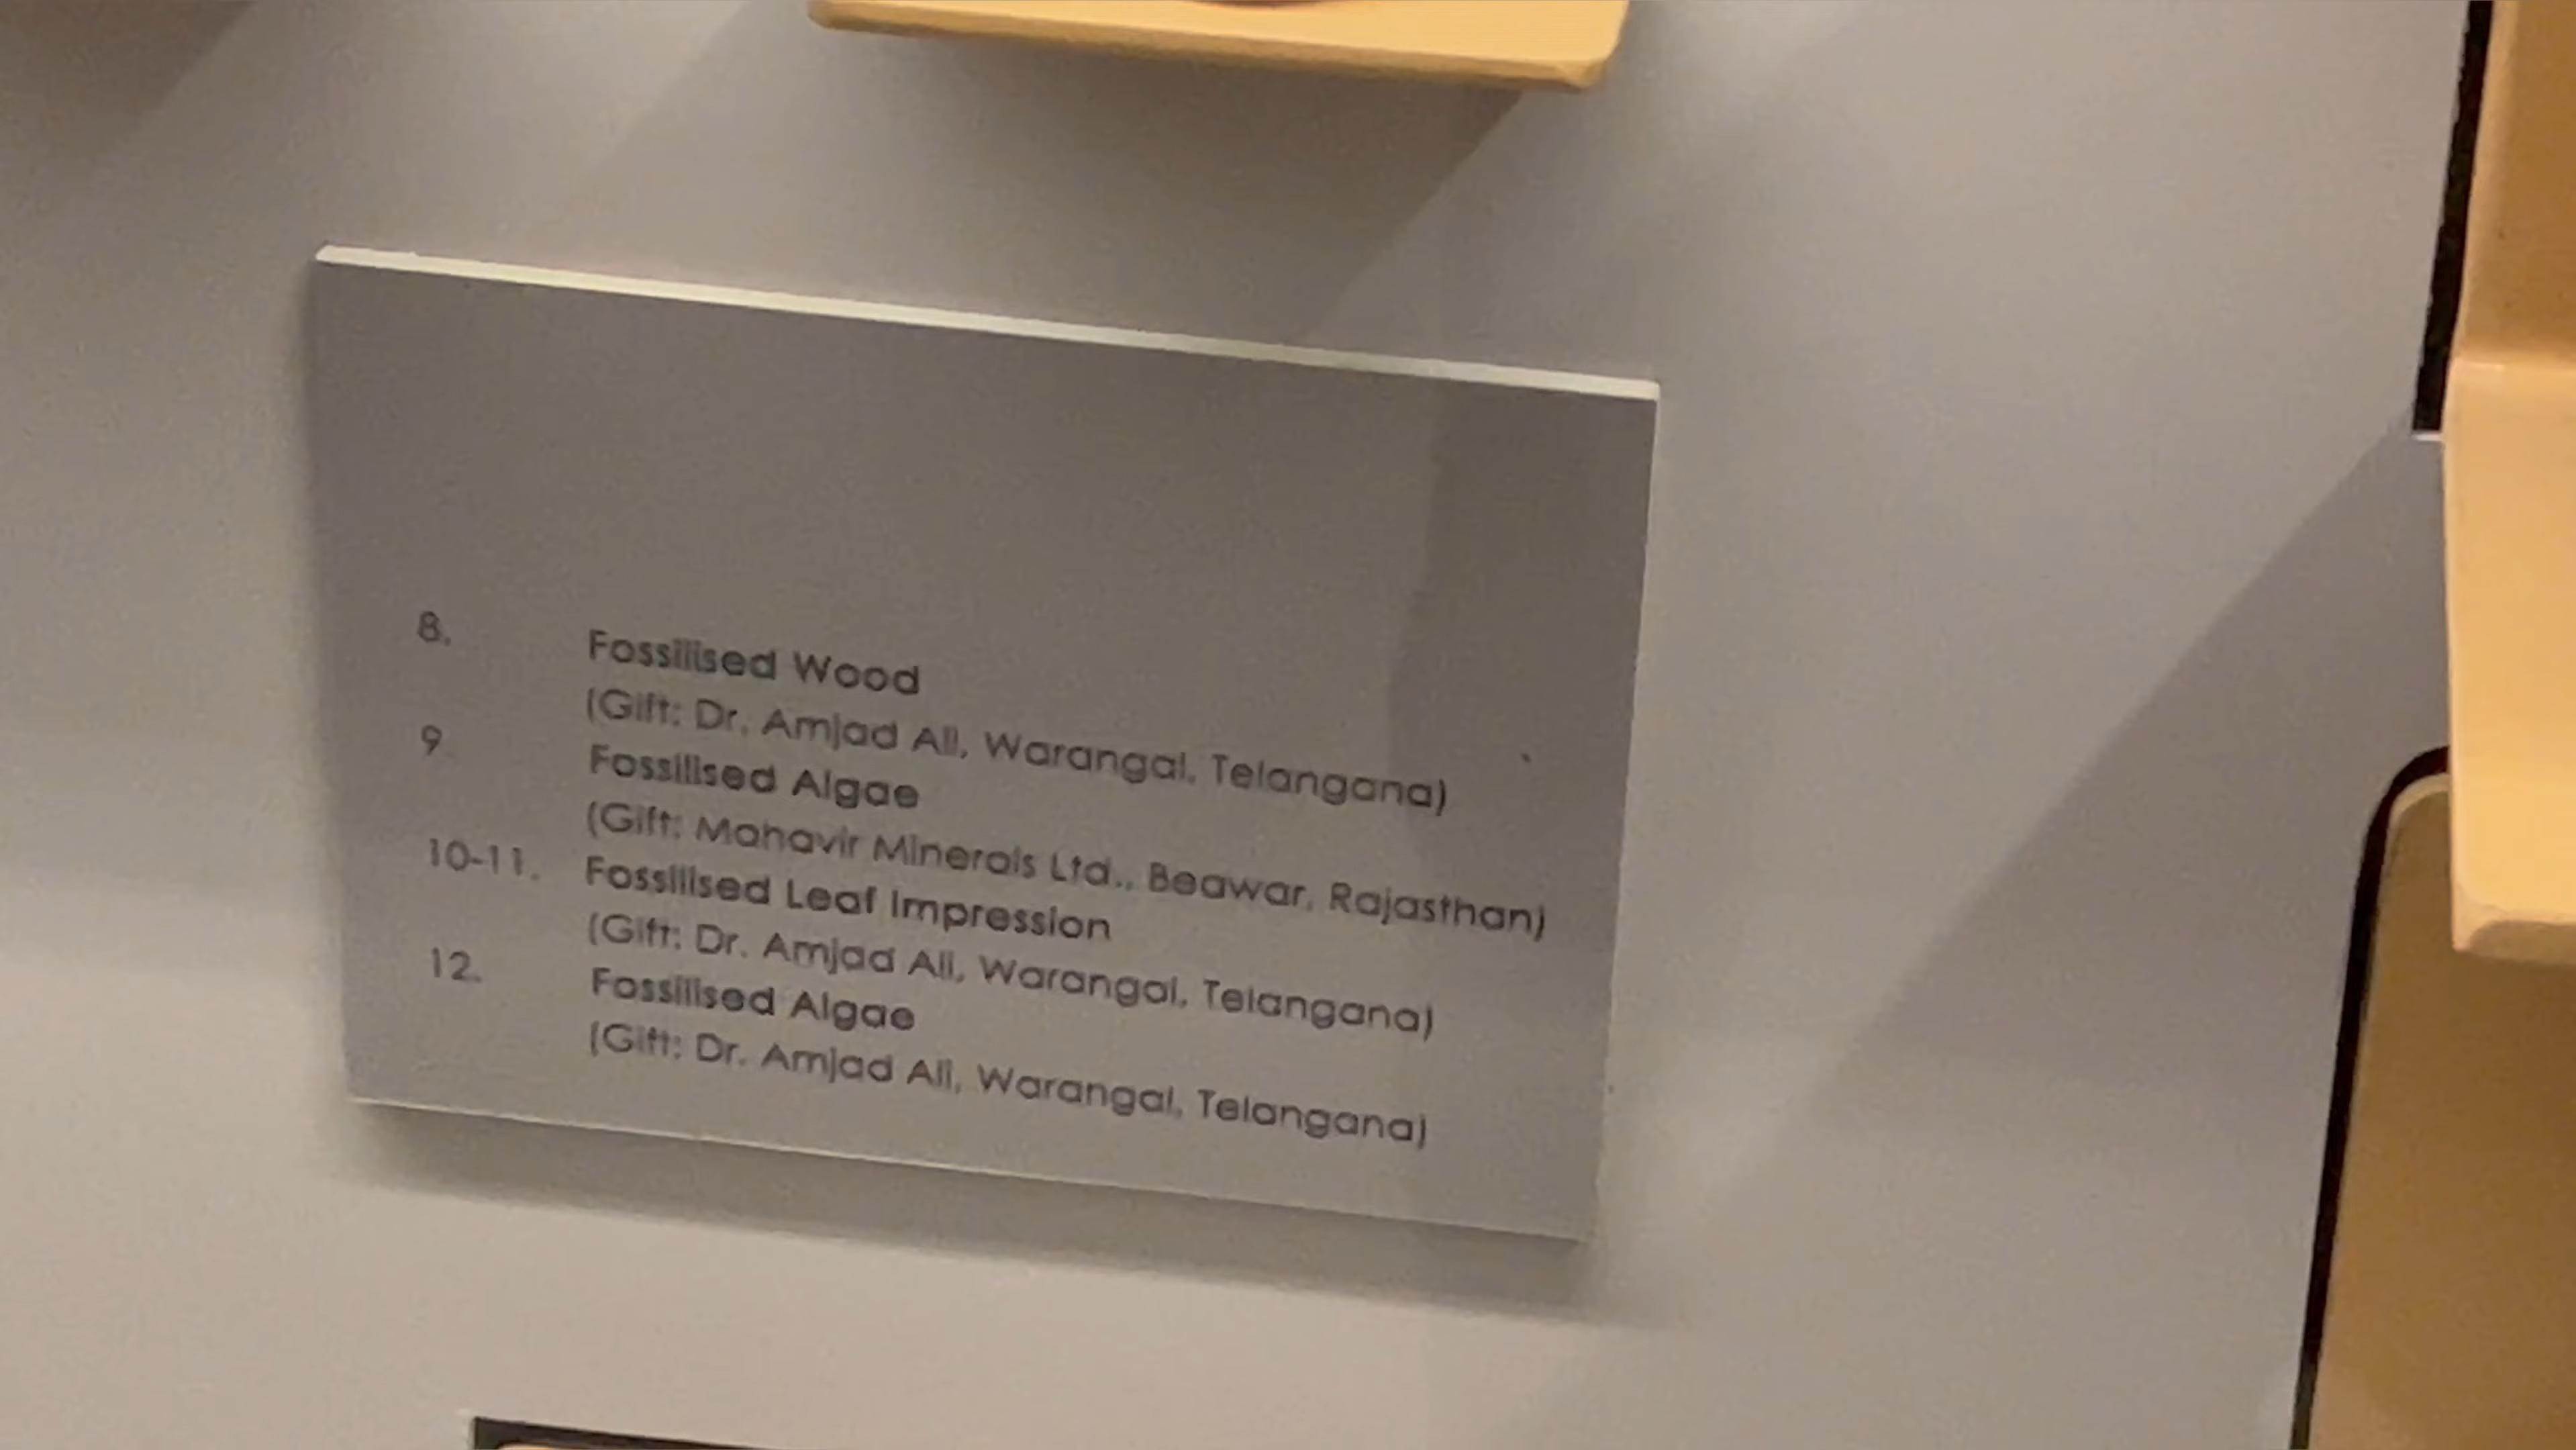 8. Fossilised Wood
(Gift: Dr. Amjad Ali, Warangal, Telangana)
9. Fossilised Algae
(Gift: Mahavir Minerals Ltd., Beawar, Rajasthan)
10-11. Fossilised Leaf Impression
(Gift: Dr. Amjad Ali, Warangal, Telangana)
12. Fossilised Algae
(Gift: Dr. Amjad Ali, Warangal, Telangana)